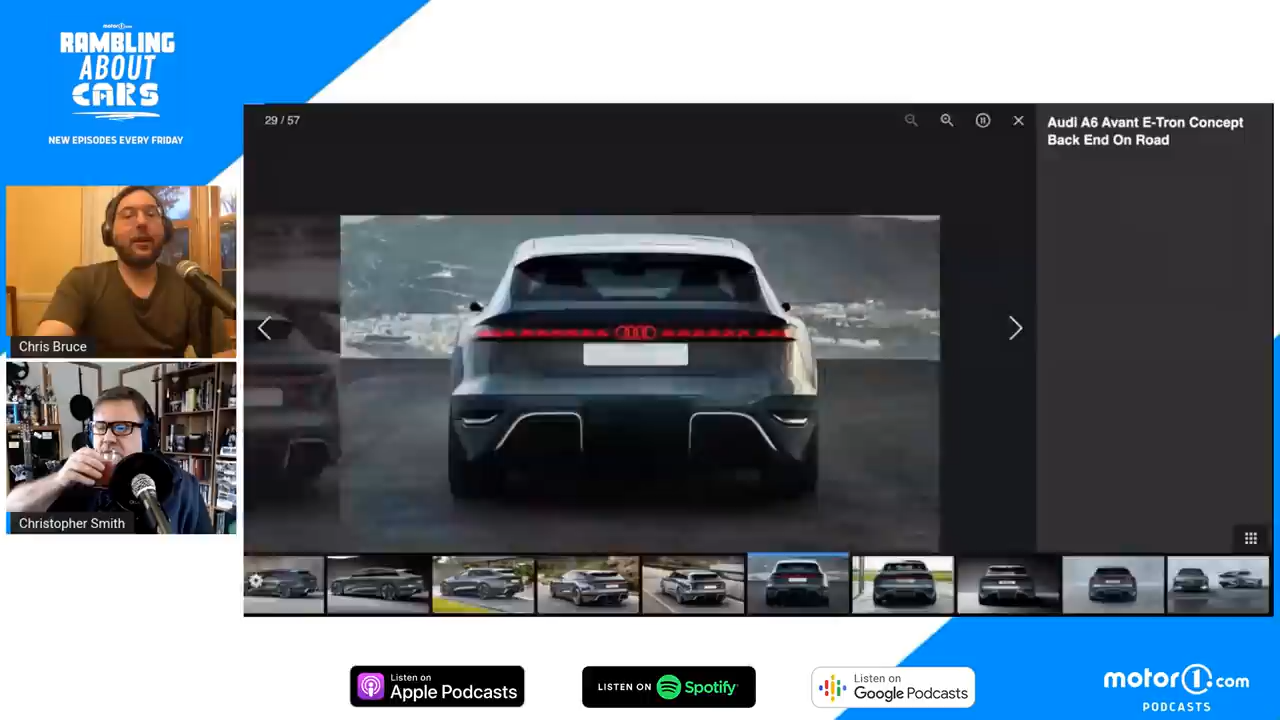 motor1.com
RAMBLING
ABOUT
CARS
NEW EPISODES EVERY FRIDAY
29 / 57
Audi A6 Avant E-Tron Concept
Back End On Road
Chris Bruce
Christopher Smith
Listen on
Apple Podcasts
LISTEN ON Spotify
Listen on
Google Podcasts
motor1.com
PODCASTS